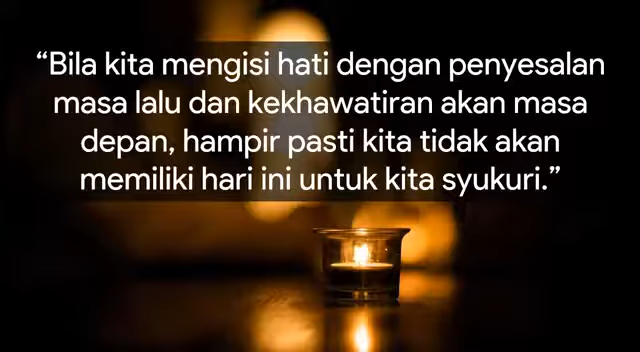 “Bila kita mengisi hati dengan penyesalan
masa lalu dan kekhawatiran akan masa
depan, hampir pasti kita tidak akan
memiliki hari ini untuk kita syukuri.”